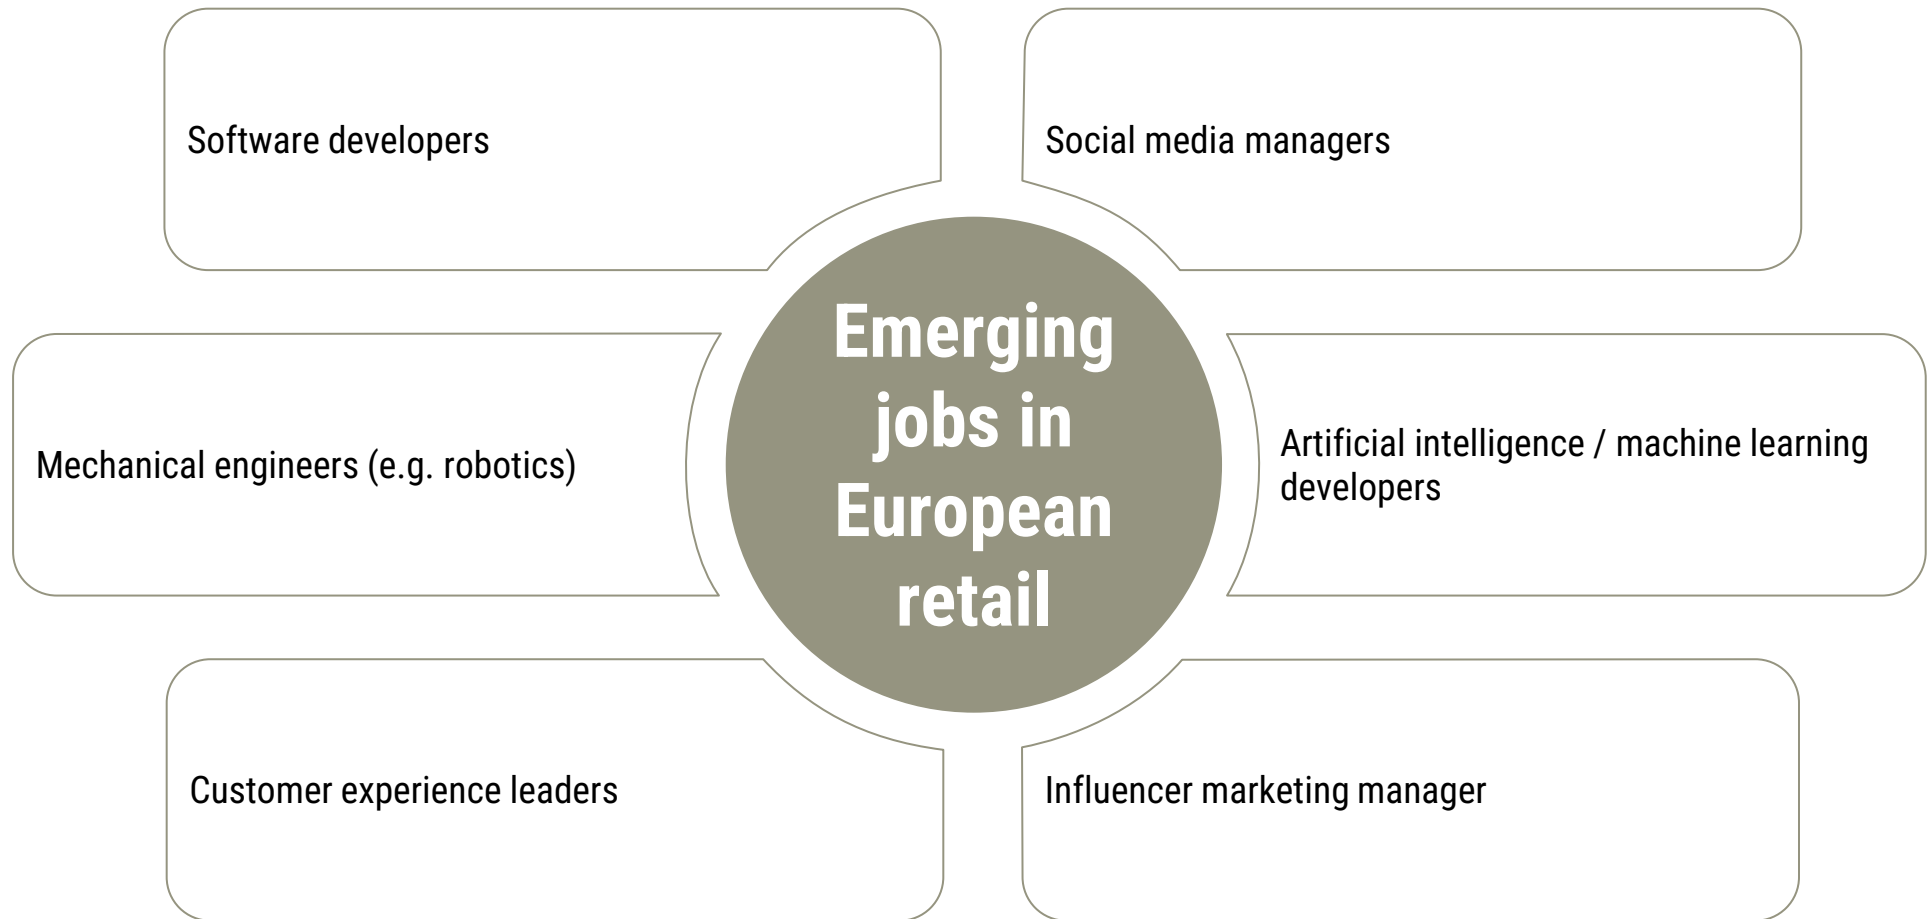 Software developers
Social media managers
Emerging
jobs in
European
retail
Mechanical engineers (e.g. robotics)
Artificial intelligence / machine learning
developers
Customer experience leaders
Influencer marketing manager